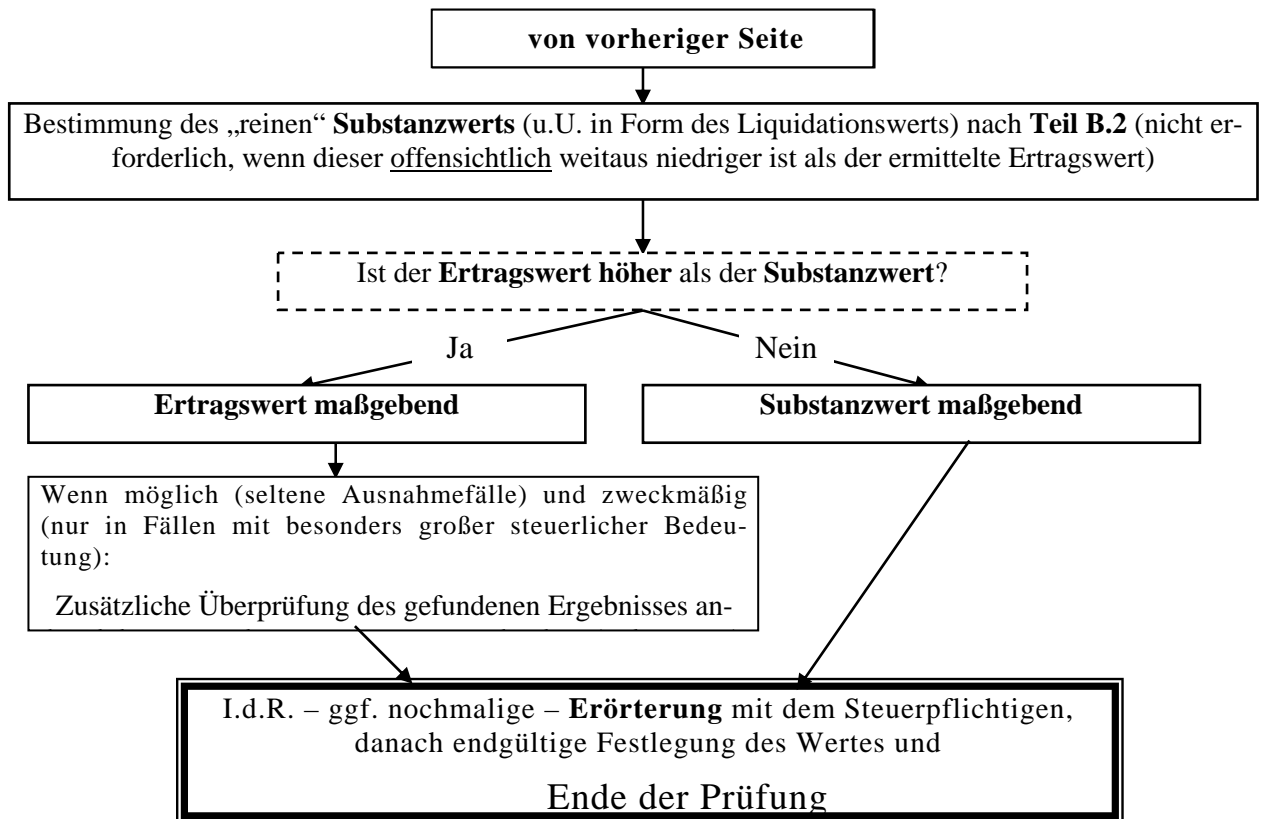 von vorheriger Seite
Bestimmung des „reinen“ Substanzwerts (u.U. in Form des Liquidationswerts) nach Teil B.2 (nicht er-
forderlich, wenn dieser offensichtlich weitaus niedriger ist als der ermittelte Ertragswert)
Ist der Ertragswert höher als der Substanzwert?
Ja
Nein
Ertragswert maßgebend
Substanzwert maßgebend
Wenn möglich (seltene Ausnahmefälle) und zweckmäßig
(nur in Fällen mit besonders großer steuerlicher Bedeu-
tung):
Zusätzliche Überprüfung des gefundenen Ergebnisses an-
I.d.R. – ggf. nochmalige – Erörterung mit dem Steuerpflichtigen,
danach endgültige Festlegung des Wertes und
Ende der Prüfung